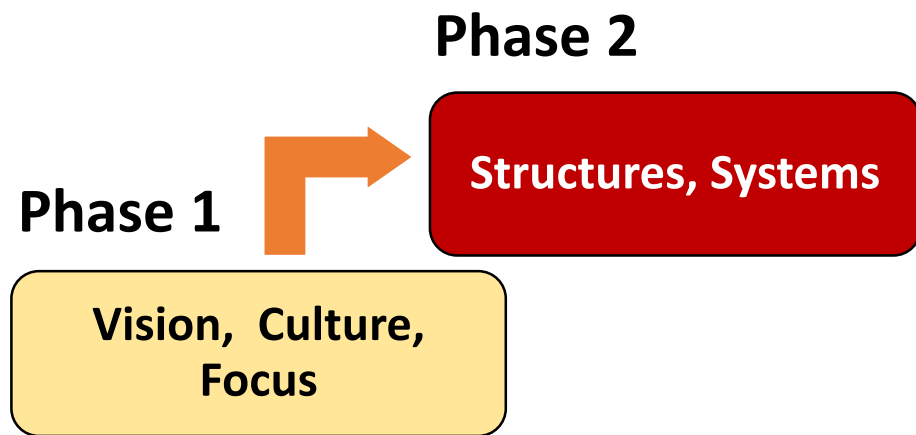 Phase 2
Structures, Systems
Phase 1
Vision,  Culture,
Focus